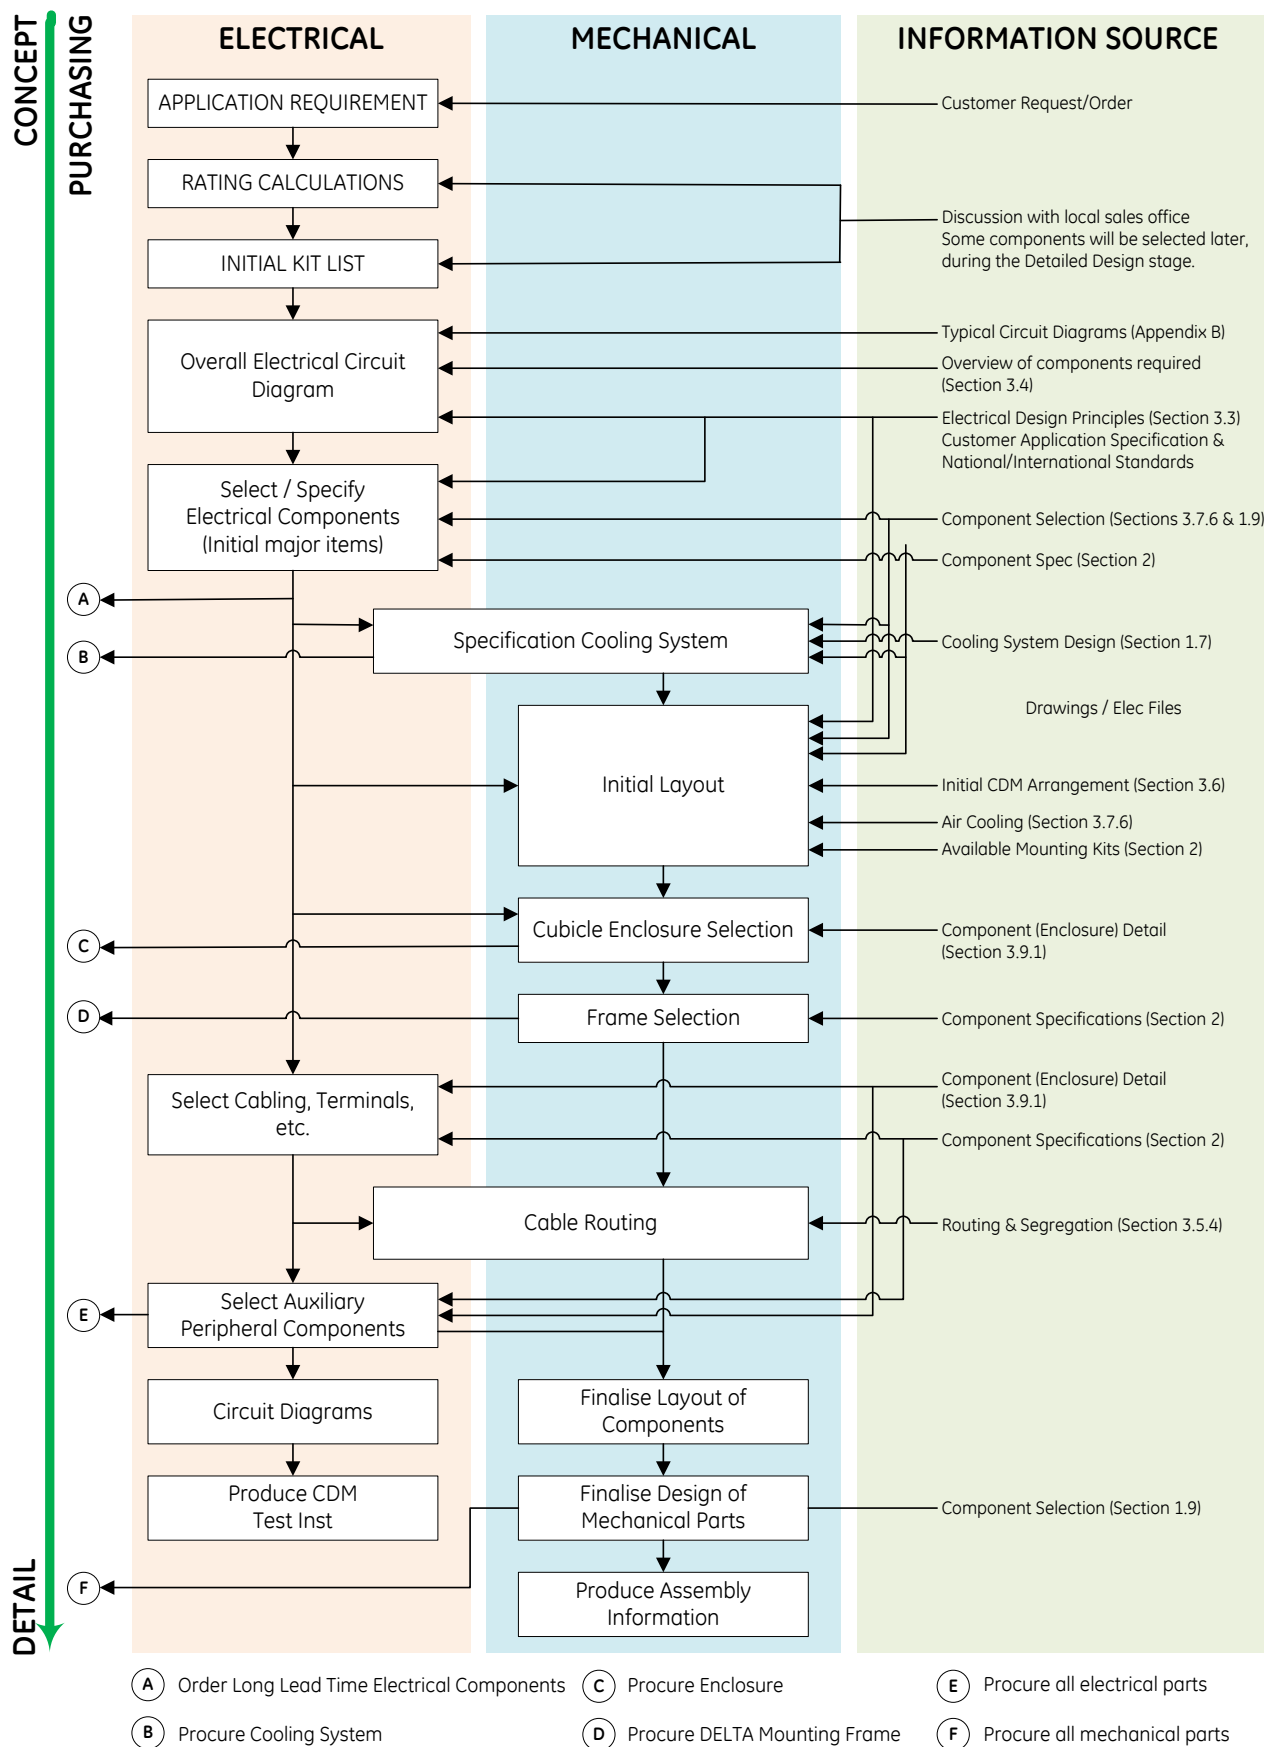 CONCEPT
PURCHASING
ELECTRICAL
MECHANICAL
INFORMATION SOURCE
APPLICATION REQUIREMENT
Customer Request/Order
RATING CALCULATIONS
Discussion with local sales office
Some components will be selected later,
during the Detailed Design stage.
INITIAL KIT LIST
Overall Electrical Circuit
Diagram
Typical Circuit Diagrams (Appendix B)
Overview of components required
(Section 3.4)
Electrical Design Principles (Section 3.3)
Customer Application Specification &
National/International Standards
Select / Specify
Electrical Components
(Initial major items)
Component Selection (Sections 3.7.6 & 1.9)
Component Spec (Section 2)
A
Specification Cooling System
Cooling System Design (Section 1.7)
B
Drawings / Elec Files
Initial Layout
Initial CDM Arrangement (Section 3.6)
Air Cooling (Section 3.7.6)
Available Mounting Kits (Section 2)
Cubicle Enclosure Selection
Component (Enclosure) Detail
(Section 3.9.1)
C
Frame Selection
Component Specifications (Section 2)
D
Select Cabling, Terminals,
etc.
Component (Enclosure) Detail
(Section 3.9.1)
Component Specifications (Section 2)
Cable Routing
Routing & Segregation (Section 3.5.4)
Select Auxiliary
Peripheral Components
E
Circuit Diagrams
Finalise Layout of
Components
Produce CDM
Test Inst
Finalise Design of
Mechanical Parts
Component Selection (Section 1.9)
F
Produce Assembly
Information
DETAIL
A Order Long Lead Time Electrical Components
C Procure Enclosure
E Procure all electrical parts
B Procure Cooling System
D Procure DELTA Mounting Frame
F Procure all mechanical parts